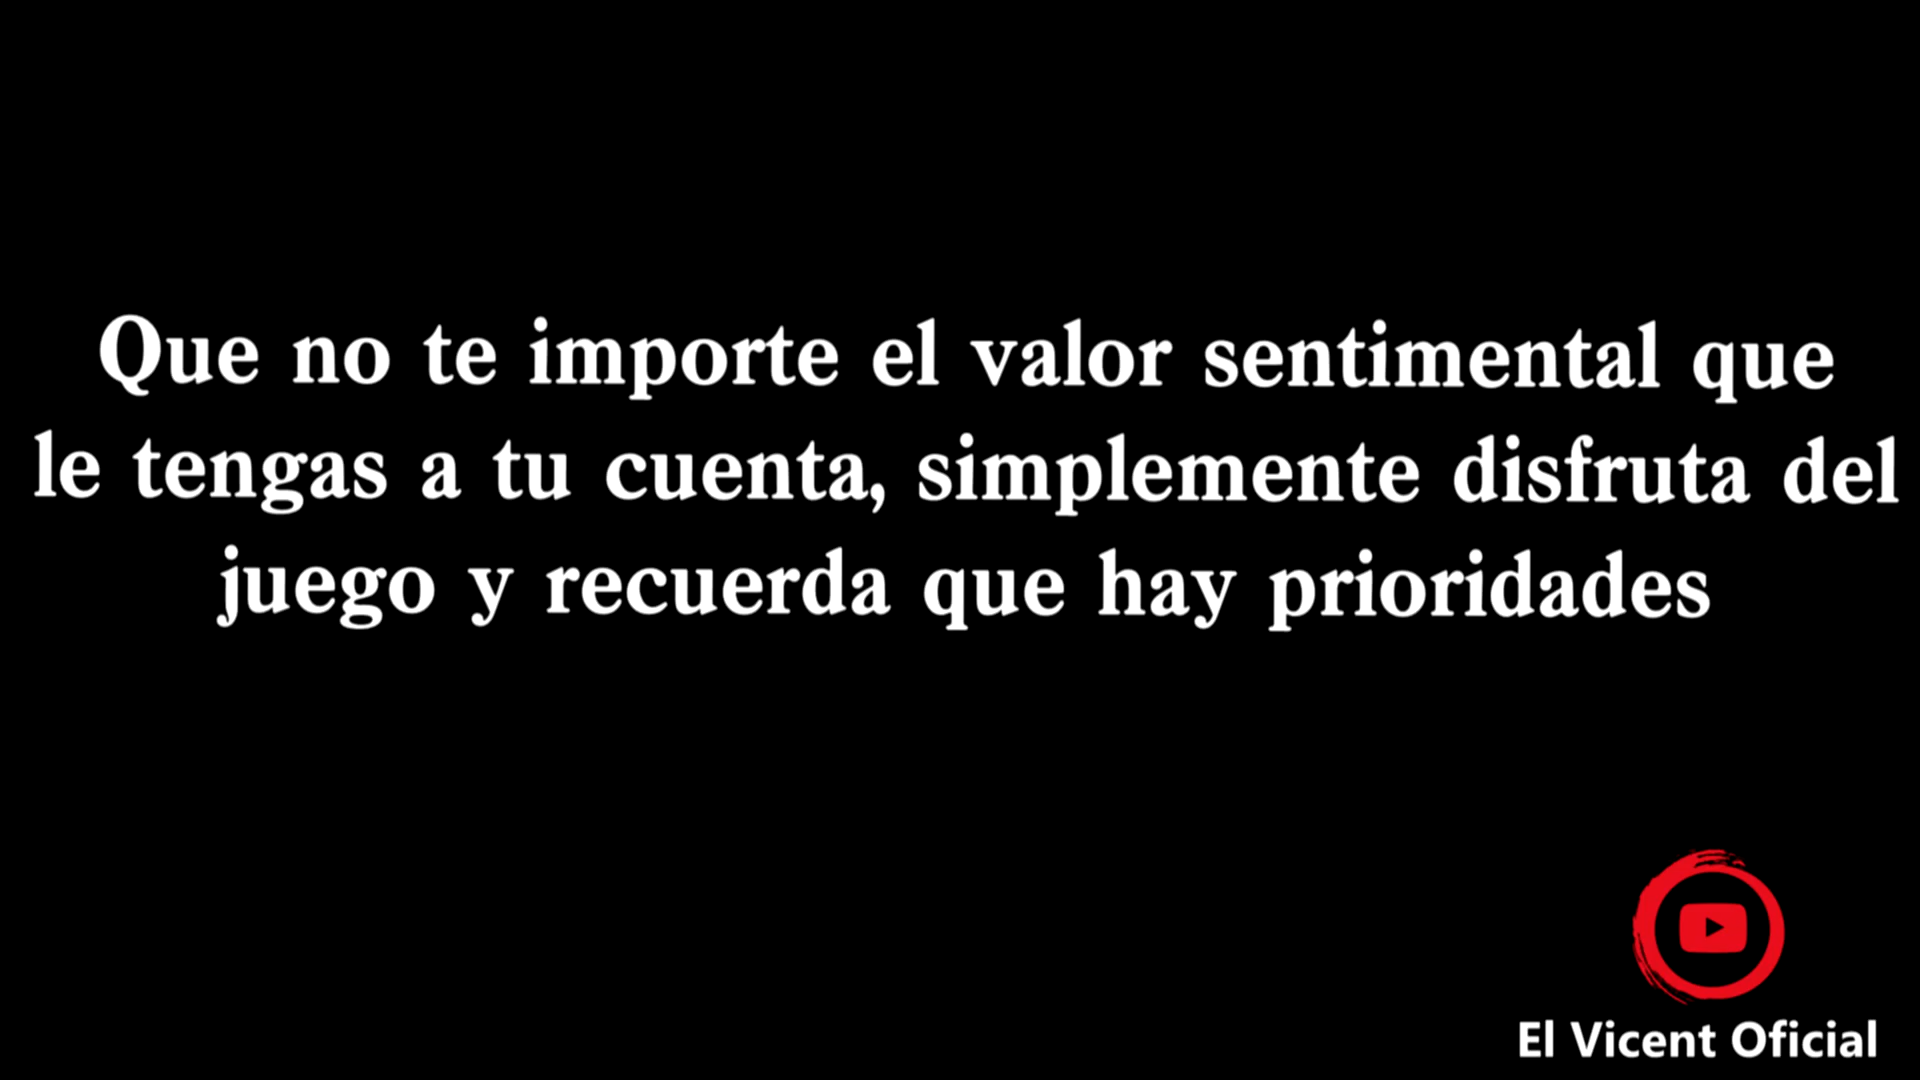 Que no te importe el valor sentimental que
le tengas a tu cuenta, simplemente disfruta del
juego y recuerda que hay prioridades
El Vicent Oficial